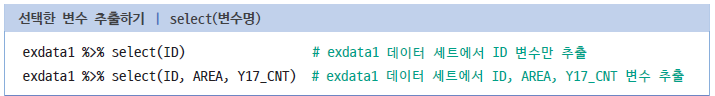 선택한 변수 추출하기 | select(변수명)
exdata1 %>% select(ID) # exdata1 데이터 세트에서 ID 변수만 추출
exdata1 %>% select(ID, AREA, Y17_CNT) # exdata1 데이터 세트에서 ID, AREA, Y17_CNT 변수 추출